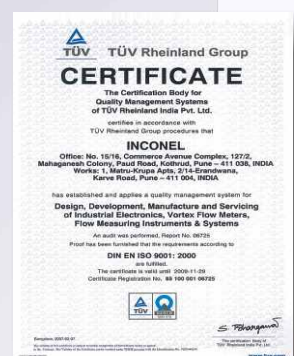 TÜV
TÜV Rheinland Group
CERTIFICATE
The Certification Body for
Quality Management Systems
of TÜV Rheinland India Pvt. Ltd.
certifies in accordance with
TÜV Rheinland Group procedures that
INCONEL
Office: No. 15/16, Commerce Avenue Complex, 127/2,
Mahaganesh Colony, Paud Road, Kothrud, Pune – 411 038, INDIA
Works: 1, Matru-Krupa Apts, 2/14-Erandwana,
Karve Road, Pune – 411 004, INDIA
has established and applies a quality management system for
Design, Development, Manufacture and Servicing
of Industrial Electronics, Vortex Flow Meters,
Flow Measuring Instruments & Systems
An audit was performed, Report No. 06725
Proof has been furnished that the requirements according to
DIN EN ISO 9001: 2000
are fulfilled.
The certificate is valid until 2009-11-29
Certificate Registration No. 85 100 001 06725
TÜV